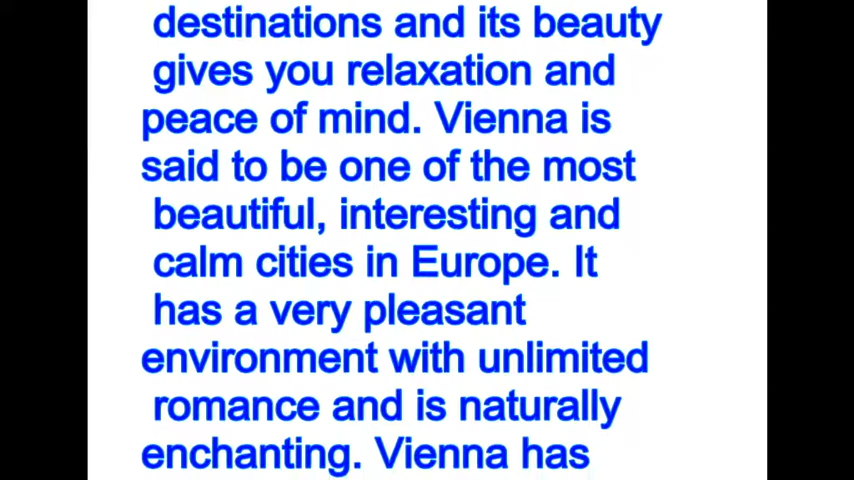 destinations and its beauty
gives you relaxation and
peace of mind. Vienna is
said to be one of the most
beautiful, interesting and
calm cities in Europe. It
has a very pleasant
environment with unlimited
romance and is naturally
enchanting. Vienna has